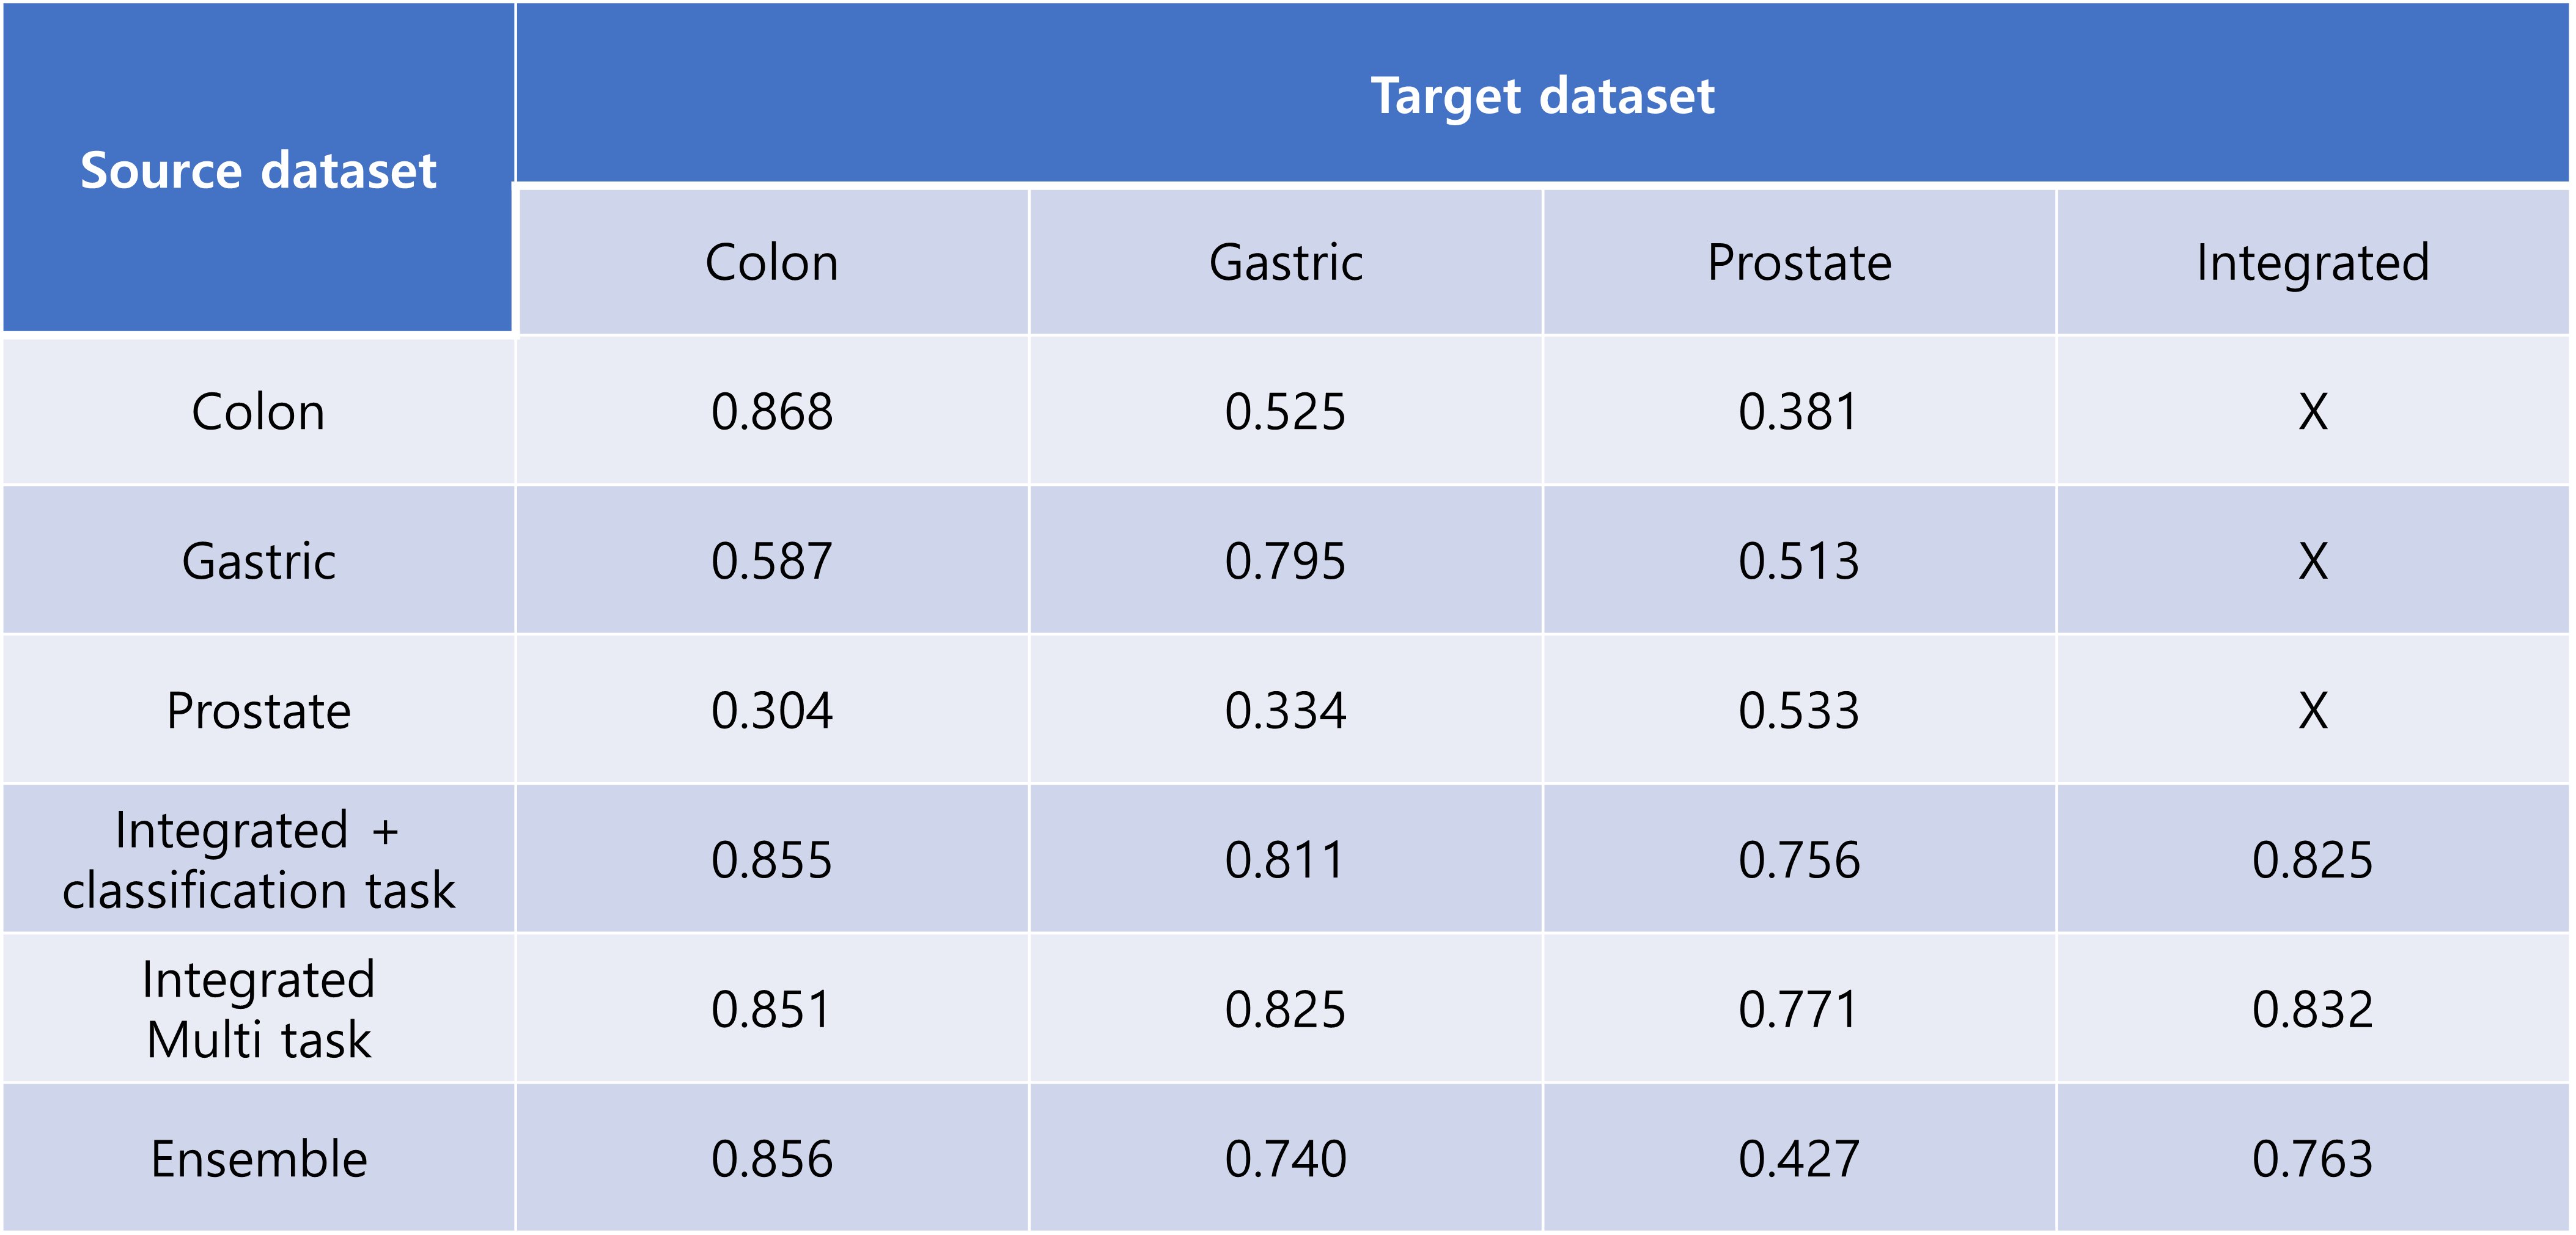 Source dataset
Target dataset
Colon Gastric Prostate Integrated
Colon 0.868 0.525 0.381 X
Gastric 0.587 0.795 0.513 X
Prostate 0.304 0.334 0.533 X
Integrated +
classification task 0.855 0.811 0.756 0.825
Integrated
Multi task 0.851 0.825 0.771 0.832
Ensemble 0.856 0.740 0.427 0.763